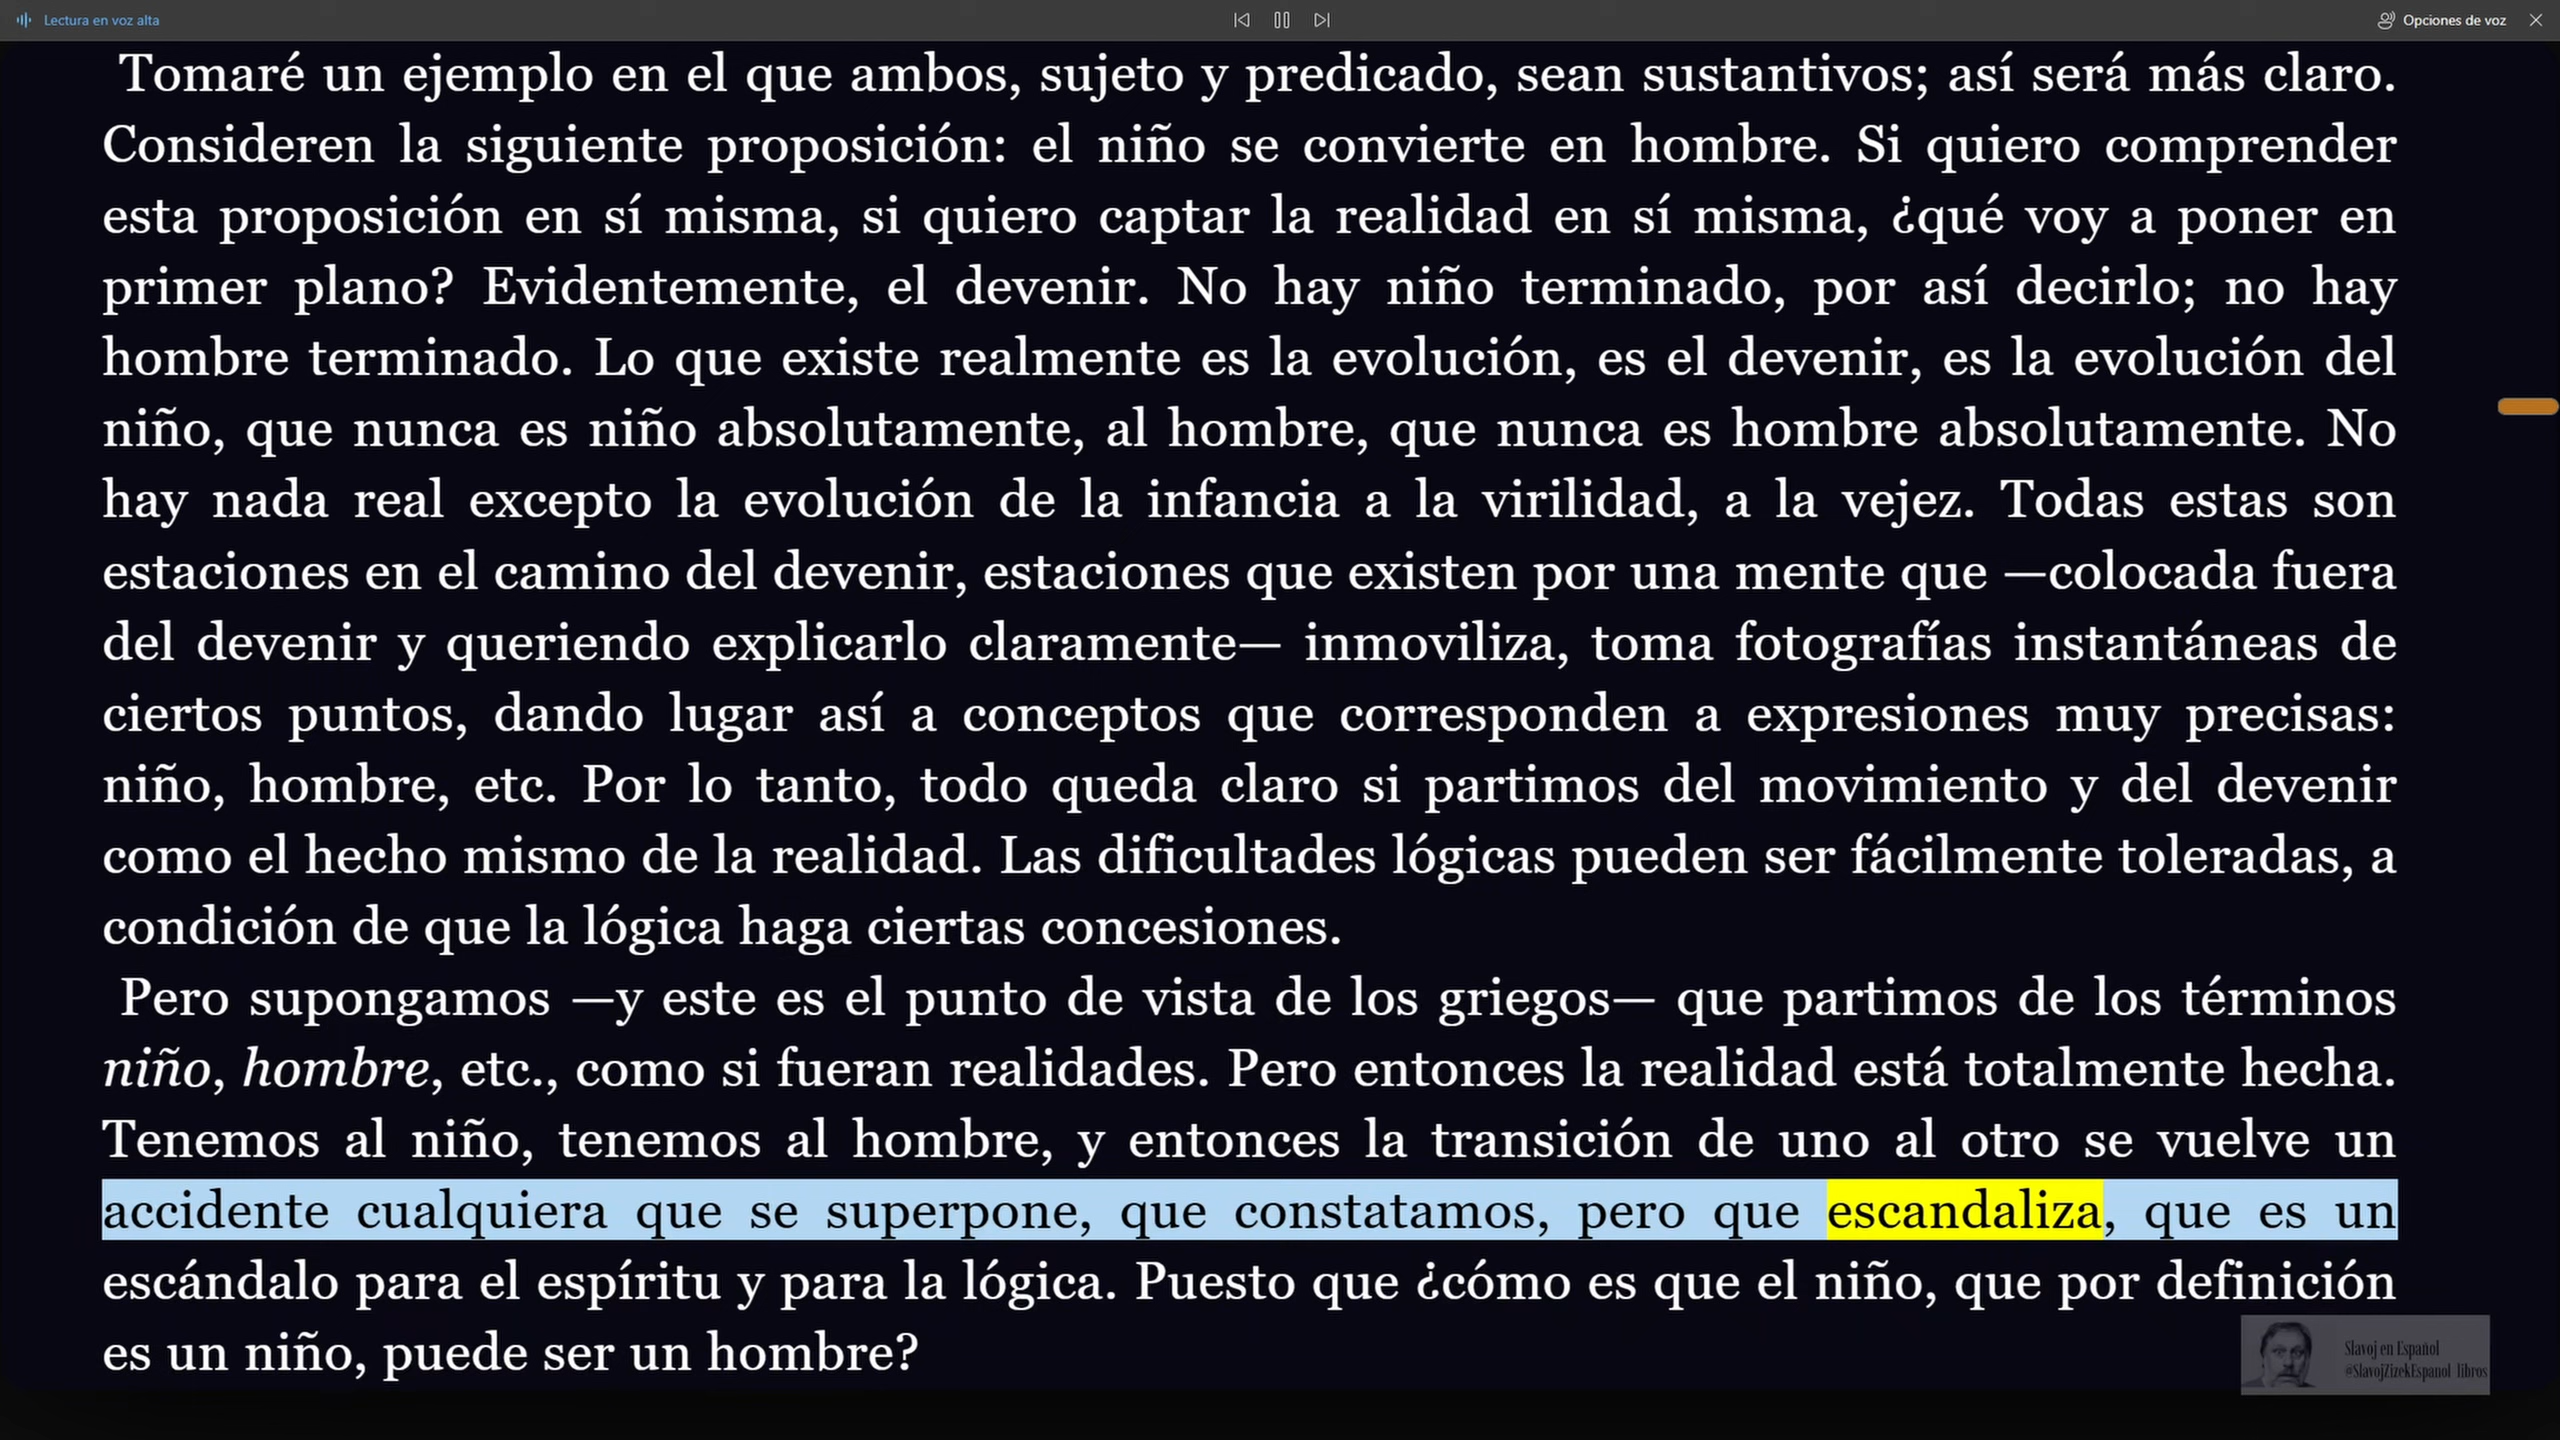 Lectura en voz alta
Opciones de voz
Tomaré un ejemplo en el que ambos, sujeto y predicado, sean sustantivos; así será más claro.
Consideren la siguiente proposición: el niño se convierte en hombre. Si quiero comprender
esta proposición en sí misma, si quiero captar la realidad en sí misma, ¿qué voy a poner en
primer plano? Evidentemente, el devenir. No hay niño terminado, por así decirlo; no hay
hombre terminado. Lo que existe realmente es la evolución, es el devenir, es la evolución del
niño, que nunca es niño absolutamente, al hombre, que nunca es hombre absolutamente. No
hay nada real excepto la evolución de la infancia a la virilidad, a la vejez. Todas estas son
estaciones en el camino del devenir, estaciones que existen por una mente que —colocada fuera
del devenir y queriendo explicarlo claramente— inmoviliza, toma fotografías instantáneas de
ciertos puntos, dando lugar así a conceptos que corresponden a expresiones muy precisas:
niño, hombre, etc. Por lo tanto, todo queda claro si partimos del movimiento y del devenir
como el hecho mismo de la realidad. Las dificultades lógicas pueden ser fácilmente toleradas, a
condición de que la lógica haga ciertas concesiones.
Pero supongamos —y este es el punto de vista de los griegos— que partimos de los términos
niño, hombre, etc., como si fueran realidades. Pero entonces la realidad está totalmente hecha.
Tenemos al niño, tenemos al hombre, y entonces la transición de uno al otro se vuelve un
accidente cualquiera que se superpone, que constatamos, pero que escandaliza, que es un
escándalo para el espíritu y para la lógica. Puesto que ¿cómo es que el niño, que por definición
es un niño, puede ser un hombre?
Slavoj en Español
@SlavojZizekEspanol libros